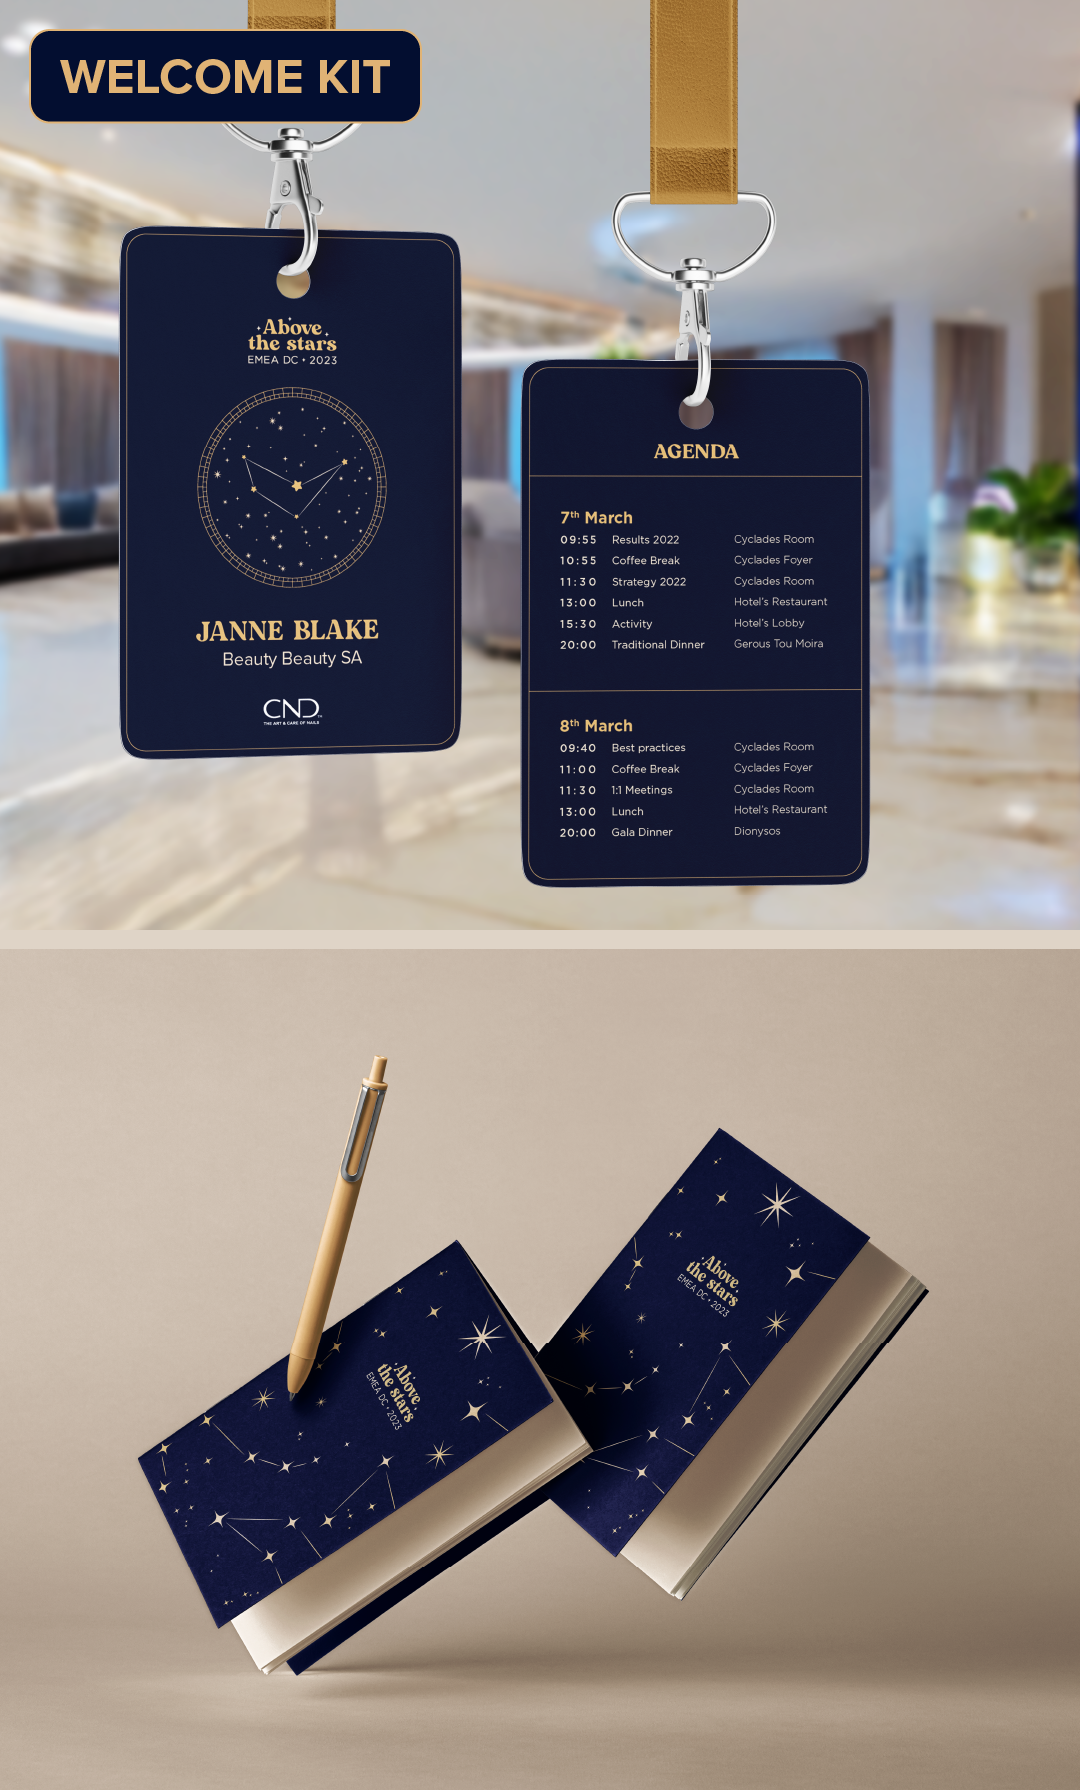 WELCOME KIT
Above
the stars
EMEA DC • 2023
JANNE BLAKE
Beauty Beauty SA
CND
THE ART & CARE OF NAILS
AGENDA
7th March
09:55 Results 2022 Cyclades Room
10:55 Coffee Break Cyclades Foyer
11:30 Strategy 2022 Cyclades Room
13:00 Lunch Hotel's Restaurant
15:30 Activity Hotel's Lobby
20:00 Traditional Dinner Gerous Tou Moira
8th March
09:40 Best practices Cyclades Room
11:00 Coffee Break Cyclades Foyer
11:30 1:1 Meetings Cyclades Room
13:00 Lunch Hotel's Restaurant
20:00 Gala Dinner Dionysos
Above
the stars
EMEA DC • 2023
Above
the stars
EMEA DC • 2023